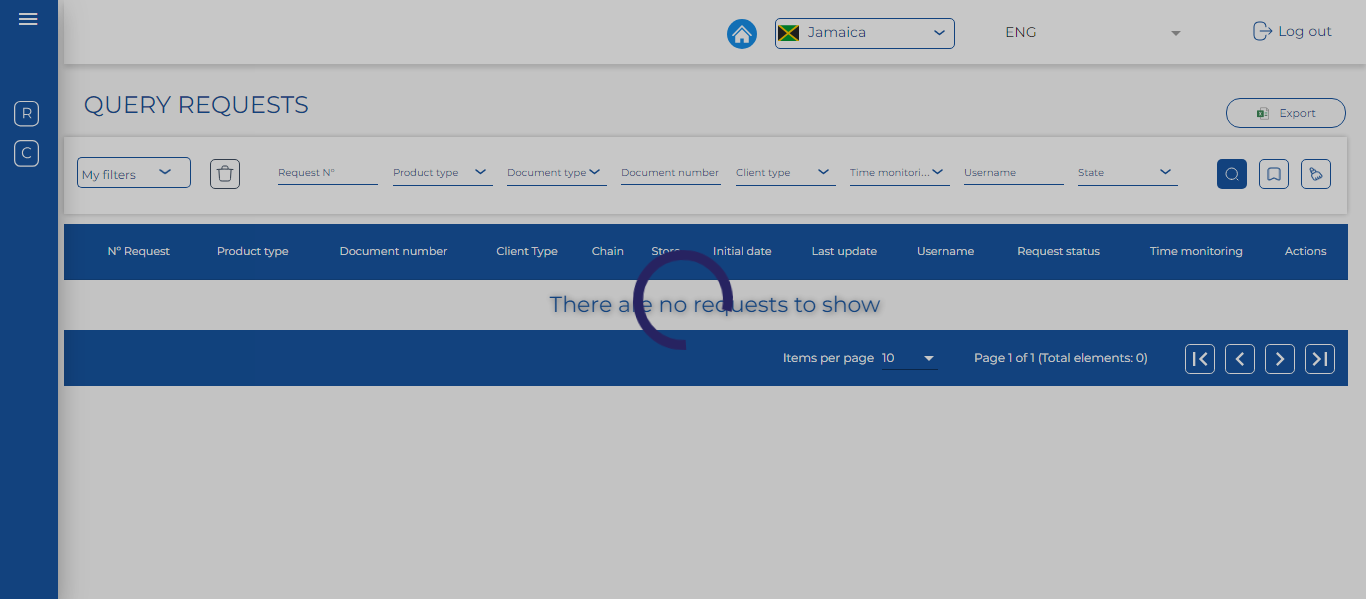 Jamaica
ENG
Log out
R
C
QUERY REQUESTS
Export
My filters
Request Nº
Product type
Document type
Document number
Client type
Time monitori...
Username
State
Nº Request
Product type
Document number
Client Type
Chain
Store
Initial date
Last update
Username
Request status
Time monitoring
Actions
There are no requests to show
Items per page 10
Page 1 of 1 (Total elements: 0)